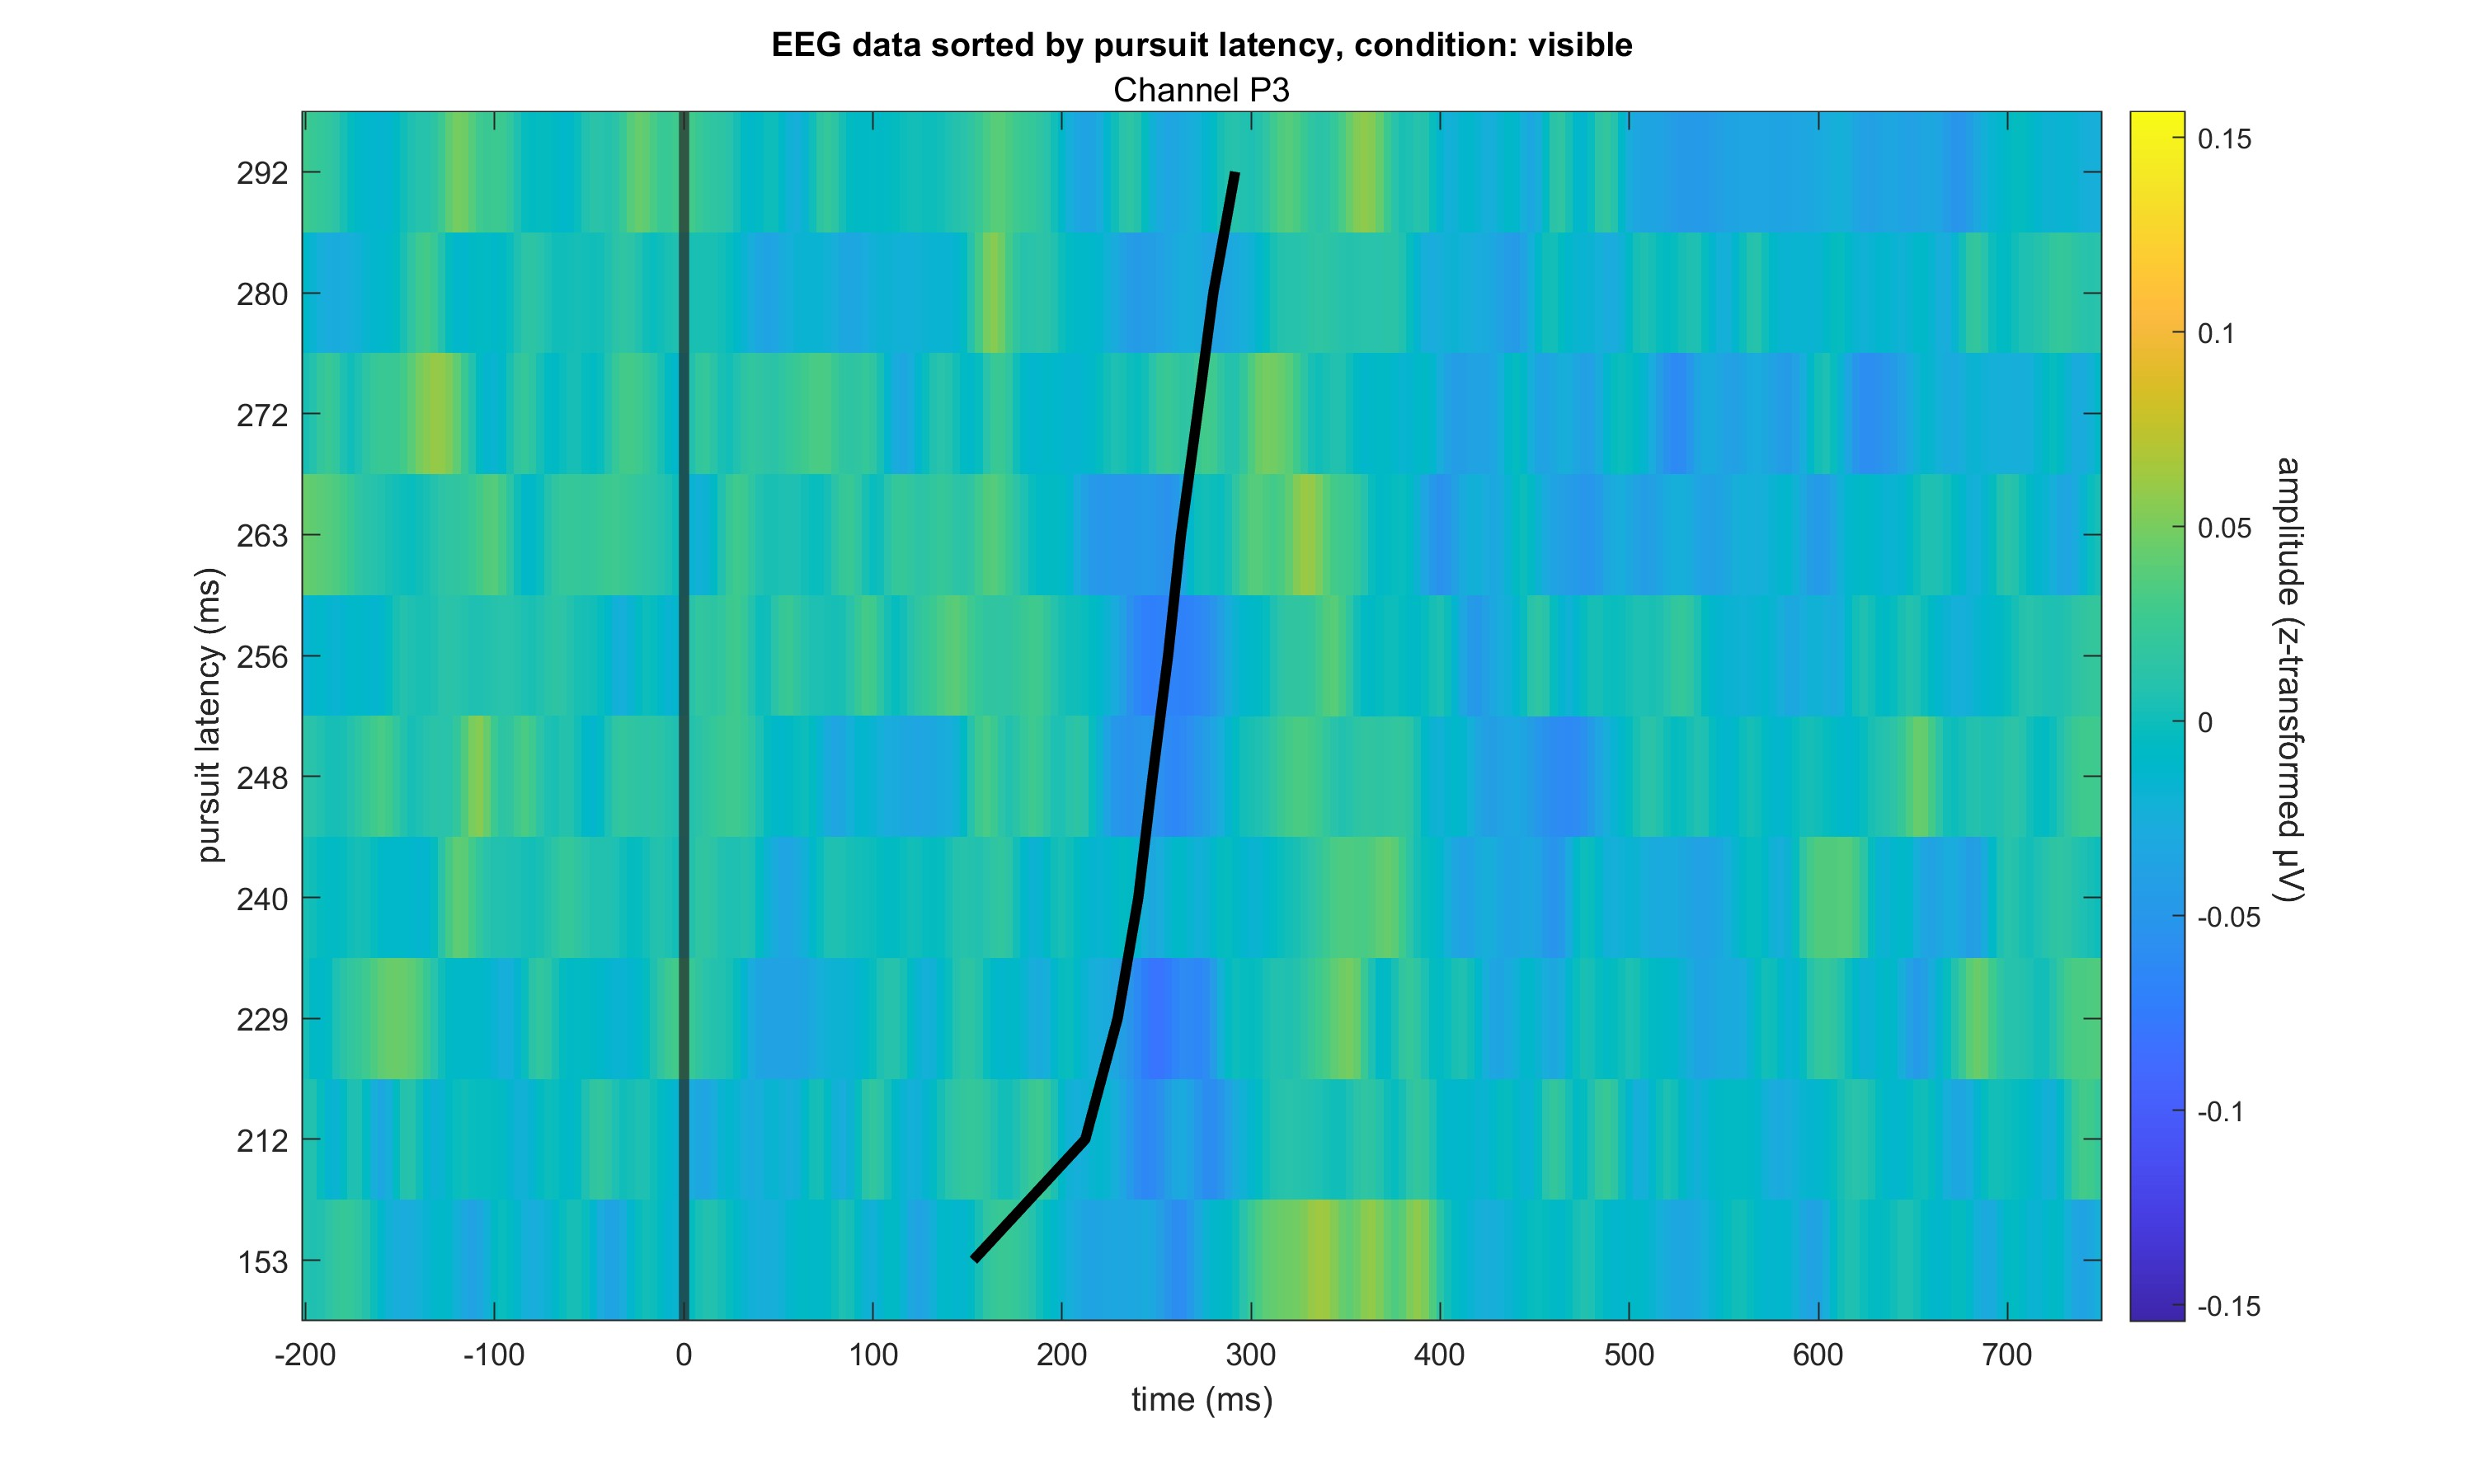 EEG data sorted by pursuit latency, condition: visible
Channel P3
pursuit latency (ms)
292
280
272
263
256
248
240
229
212
153
-200 -100 0 100 200 300 400 500 600 700
time (ms)
0.15
0.1
0.05
0
-0.05
-0.1
-0.15
amplitude (z-transformed µV)